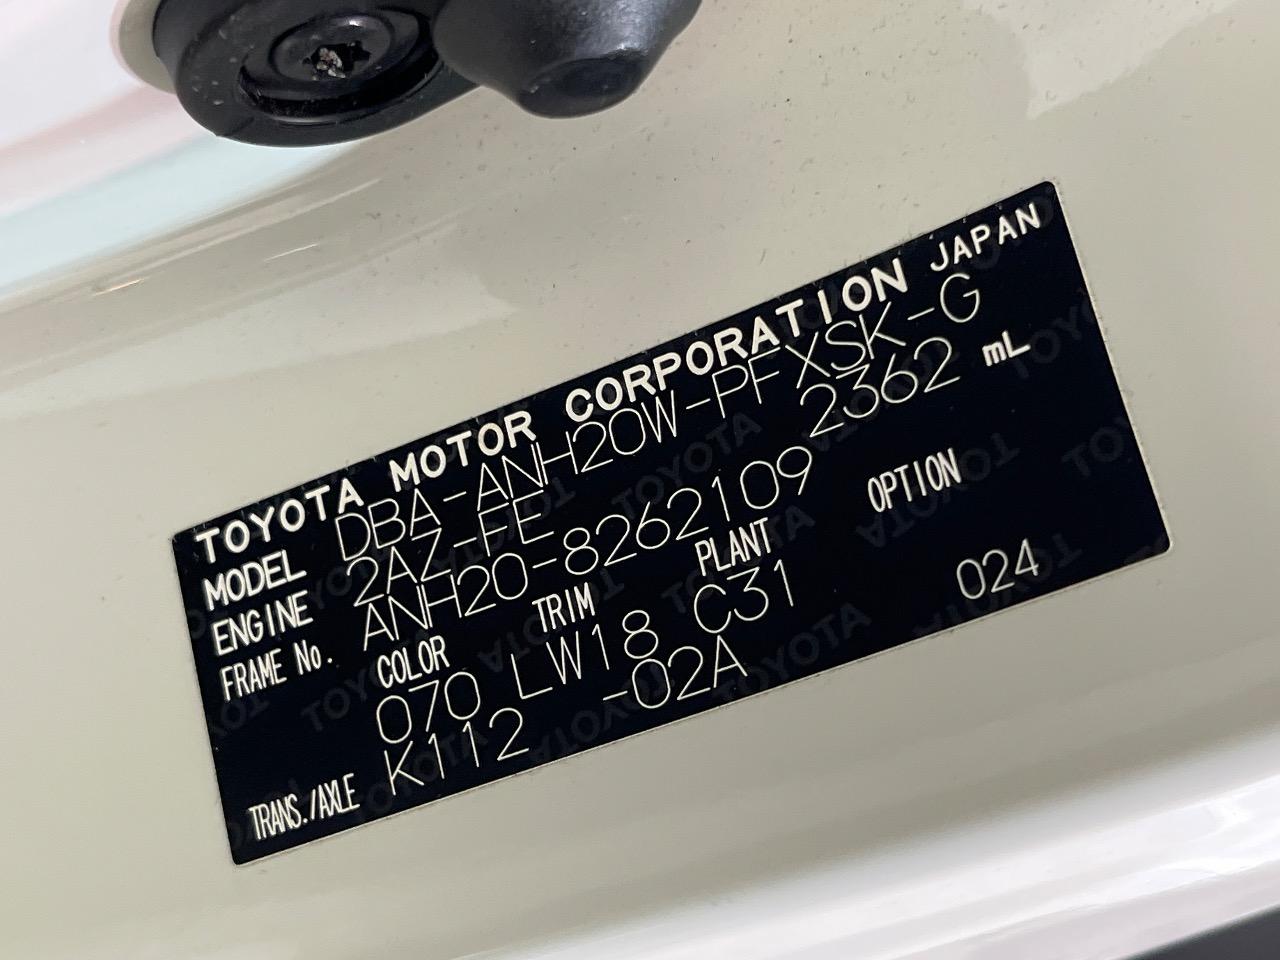 TOYOTA MOTOR CORPORATION JAPAN
MODEL DBA-ANH20W-PFXSK-G
ENGINE 2AZ-FE 2362 mL
FRAME No. ANH20-8262109
COLOR TRIM PLANT OPTION
070 LW18 C31 024
TRANS./AXLE K112 -02A